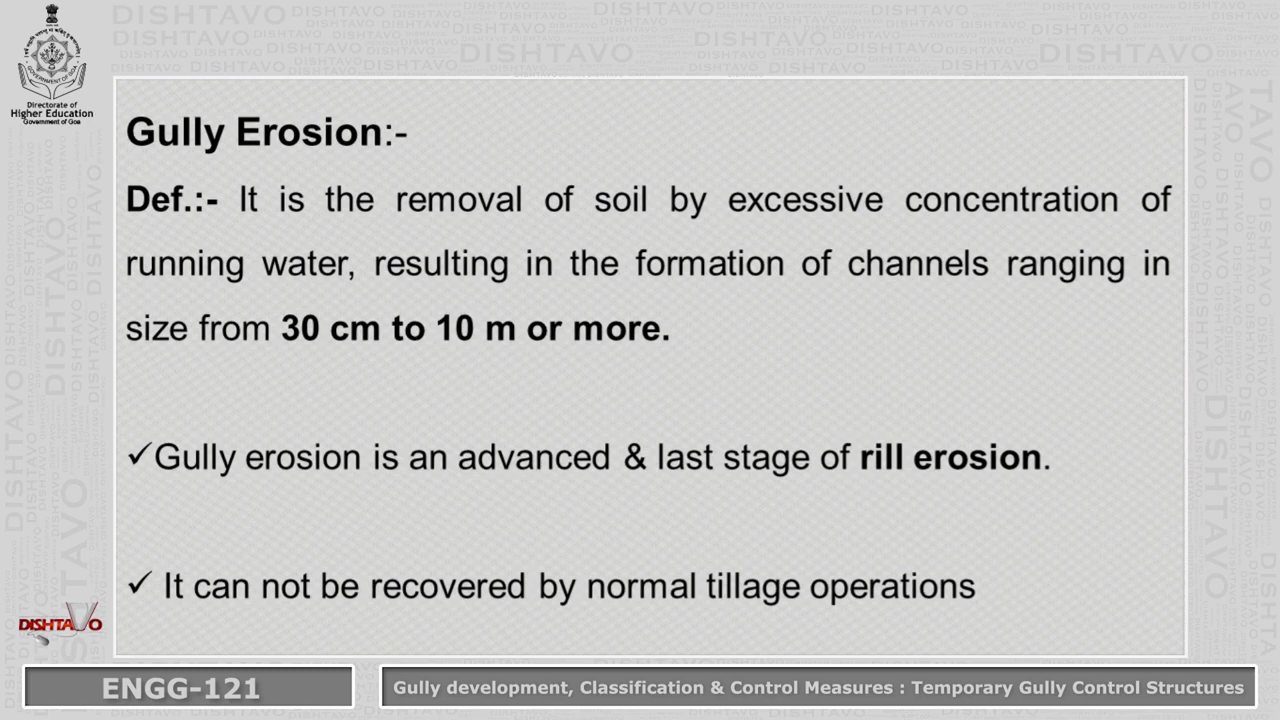 Directorate of
Higher Education
Government of Goa
Gully Erosion:-
Def.:- It is the removal of soil by excessive concentration of
running water, resulting in the formation of channels ranging in
size from 30 cm to 10 m or more.
✓Gully erosion is an advanced & last stage of rill erosion.
✓ It can not be recovered by normal tillage operations
DISHTAVO
ENGG-121
Gully development, Classification & Control Measures : Temporary Gully Control Structures